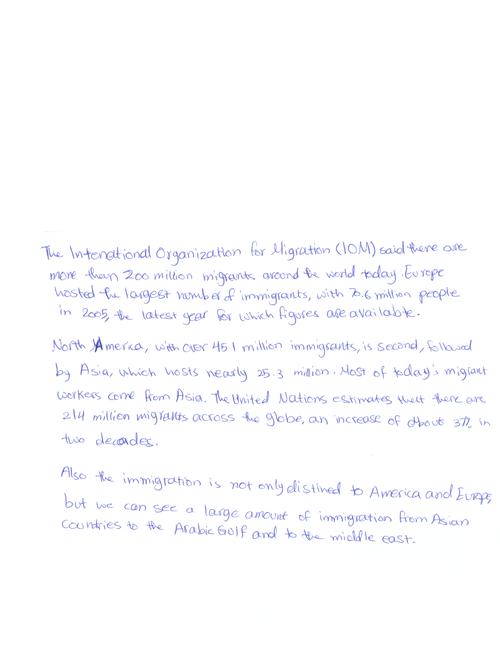 The International Organization for Migration (IOM) said there are
more than 200 million migrants around the world today. Europe
hosted the largest number of immigrants, with 70.6 million people
in 2005, the latest year for which figures are available.
North America, with over 45.1 million immigrants, is second, followed
by Asia, which hosts nearly 25.3 million. Most of today's migrant
workers come from Asia. The United Nations estimates that there are
214 million migrants across the globe, an increase of about 37% in
two decades.
Also the immigration is not only distined to America and Europe,
but we can see a large amount of immigration from Asian
Countries to the Arabic Golf and to the middle east.